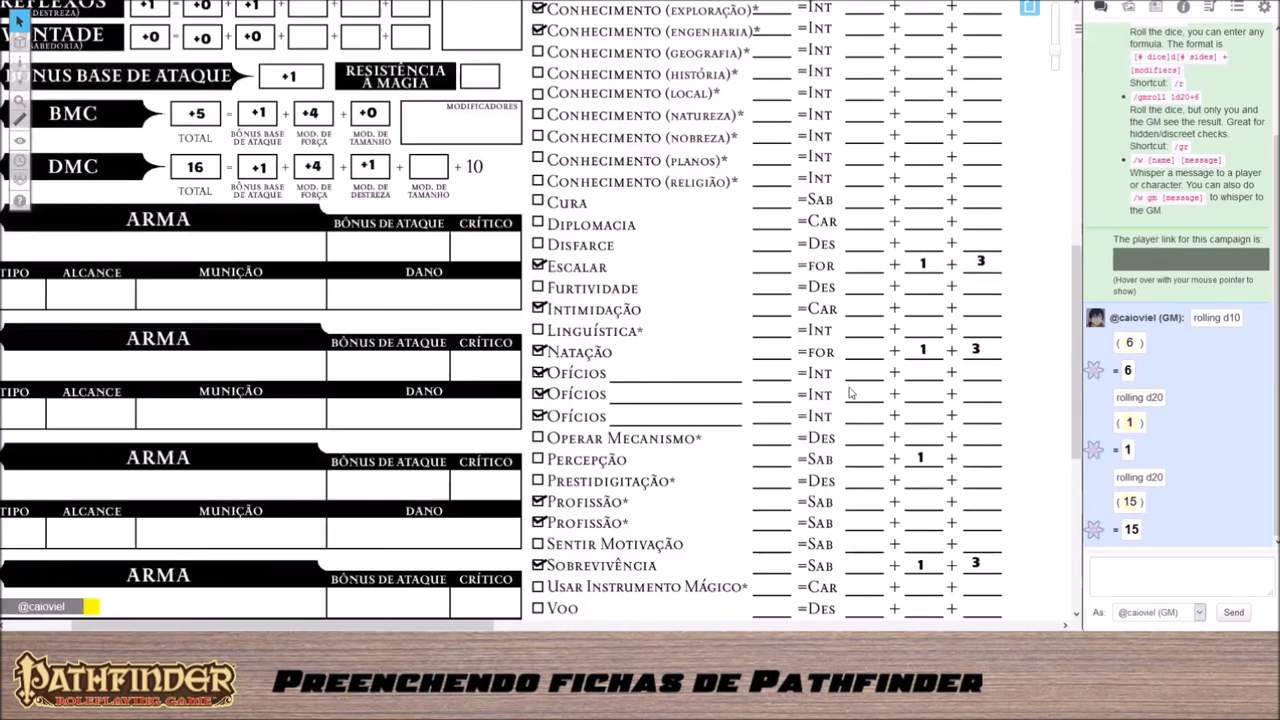 REFLEXOS +1 = +0 + +1 + +
(DESTREZA)
VONTADE +0 = +0 + +0 + +
(SABEDORIA)
BÔNUS BASE DE ATAQUE +1 RESISTÊNCIA À MAGIA
BMC +5 = +1 + +4 + +0 MODIFICADORES
TOTAL BÔNUS BASE DE ATAQUE MOD. DE FORÇA MOD. DE TAMANHO
DMC 16 = +1 + +4 + +1 + + 10
TOTAL BÔNUS BASE DE ATAQUE MOD. DE FORÇA MOD. DE DESTREZA MOD. DE TAMANHO
ARMA BÔNUS DE ATAQUE CRÍTICO
TIPO ALCANCE MUNIÇÃO DANO
ARMA BÔNUS DE ATAQUE CRÍTICO
TIPO ALCANCE MUNIÇÃO DANO
ARMA BÔNUS DE ATAQUE CRÍTICO
TIPO ALCANCE MUNIÇÃO DANO
ARMA BÔNUS DE ATAQUE CRÍTICO
@caioviel
CONHECIMENTO (EXPLORAÇÃO)* =INT + +
CONHECIMENTO (ENGENHARIA)* =INT + +
CONHECIMENTO (GEOGRAFIA)* =INT + +
CONHECIMENTO (HISTÓRIA)* =INT + +
CONHECIMENTO (LOCAL)* =INT + +
CONHECIMENTO (NATUREZA)* =INT + +
CONHECIMENTO (NOBREZA)* =INT + +
CONHECIMENTO (PLANOS)* =INT + +
CONHECIMENTO (RELIGIÃO)* =INT + +
CURA =SAB + +
DIPLOMACIA =CAR + +
DISFARCE =DES + +
ESCALAR =FOR + 1 + 3
FURTIVIDADE =DES + +
INTIMIDAÇÃO =CAR + +
LINGUÍSTICA* =INT + +
NATAÇÃO =FOR + 1 + 3
OFÍCIOS =INT + +
OFÍCIOS =INT + +
OFÍCIOS =INT + +
OPERAR MECANISMO* =DES + +
PERCEPÇÃO =SAB + 1 +
PRESTIDIGITAÇÃO* =DES + +
PROFISSÃO* =SAB + +
PROFISSÃO* =SAB + +
SENTIR MOTIVAÇÃO =SAB + +
SOBREVIVÊNCIA =SAB + 1 + 3
USAR INSTRUMENTO MÁGICO* =CAR + +
VOO =DES + +
Roll the dice, you can enter any
formula. The format is
[# dice]d[# sides] +
[modifiers]
Shortcut: /r
• /gmroll 1d20+6
Roll the dice, but only you and
the GM see the result. Great for
hidden/discreet checks.
Shortcut: /gr
• /w [name] [message]
Whisper a message to a player
or character. You can also do
/w gm [message] to whisper to
the GM.
The player link for this campaign is:
(Hover over with your mouse pointer to
show)
@caioviel (GM): rolling d10
( 6 )
= 6
rolling d20
( 1 )
= 1
rolling d20
( 15 )
= 15
As: @caioviel (GM) Send
PATHFINDER
ROLEPLAYING GAME
PREENCHENDO FICHAS DE PATHFINDER